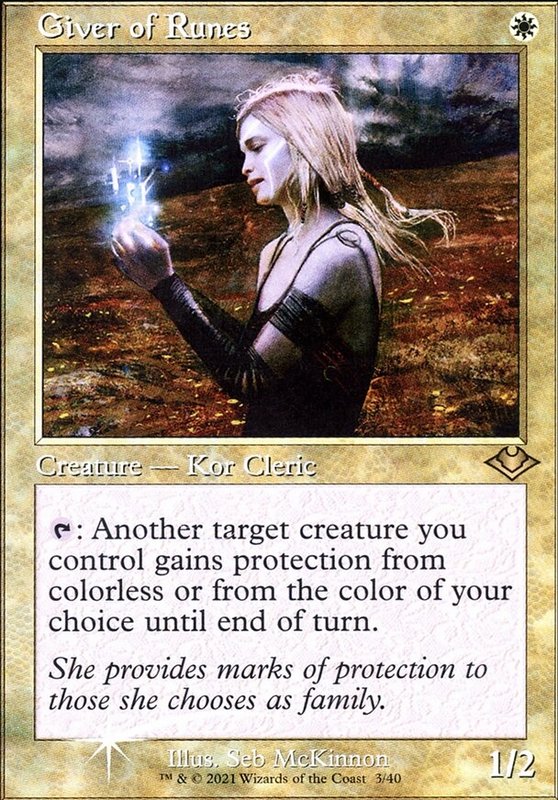 Giver of Runes
Creature — Kor Cleric
: Another target creature you
control gains protection from
colorless or from the color of your
choice until end of turn.
She provides marks of protection to
those she chooses as family.
Illus. Seb McKinnon
™ & © 2021 Wizards of the Coast 3/40
1/2